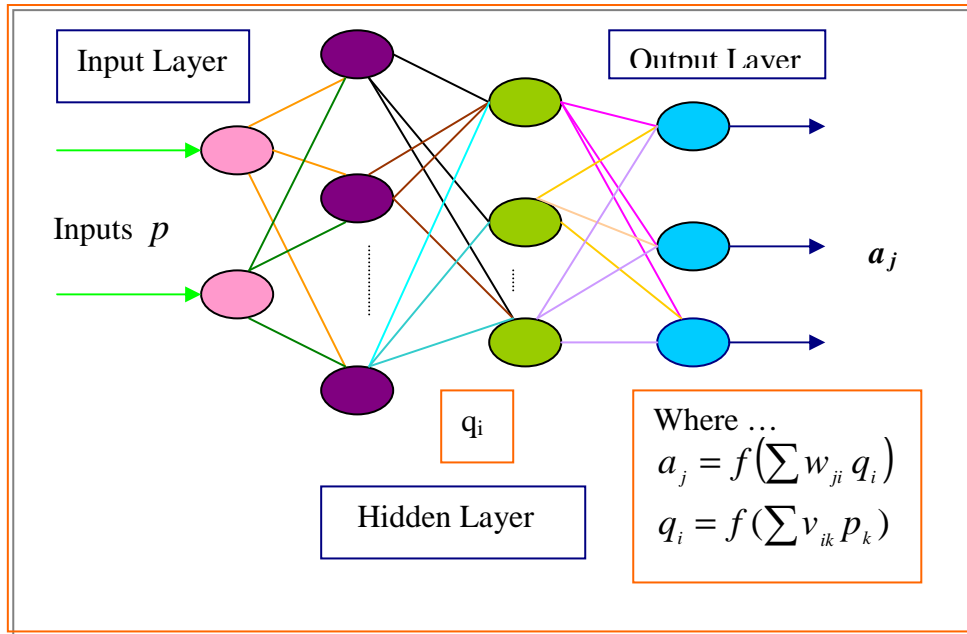 Input Layer
Output Layer
Inputs p
a_j
q_i
Hidden Layer
Where …
a_j = f(∑ w_ji q_i)
q_i = f(∑ v_ik p_k)